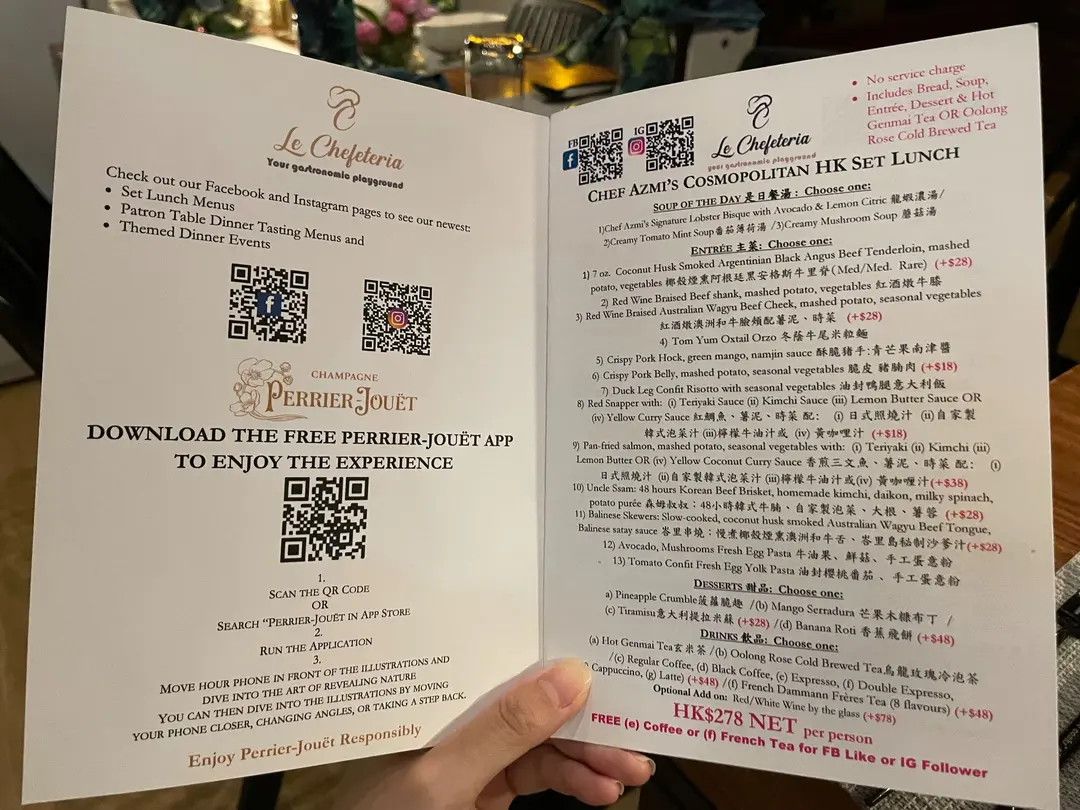 Le Chefeteria
Your gastronomic playground
Check out our Facebook and Instagram pages to see our newest:
• Set Lunch Menus
• Patron Table Dinner Tasting Menus and
• Themed Dinner Events
CHAMPAGNE
PERRIER-JOUËT
DOWNLOAD THE FREE PERRIER-JOUËT APP
TO ENJOY THE EXPERIENCE
1.
SCAN THE QR CODE
OR
SEARCH "PERRIER-JOUËT IN APP STORE
2.
RUN THE APPLICATION
3.
MOVE HOUR PHONE IN FRONT OF THE ILLUSTRATIONS AND
DIVE INTO THE ART OF REVEALING NATURE
YOU CAN THEN DIVE INTO THE ILLUSTRATIONS BY MOVING
YOUR PHONE CLOSER, CHANGING ANGLES, OR TAKING A STEP BACK.
Enjoy Perrier-Jouët Responsibly
FB
IG
Le Chefeteria
your gastronomic playground
• No service charge
• Includes Bread, Soup,
Entrée, Dessert & Hot
Genmai Tea OR Oolong
Rose Cold Brewed Tea
CHEF AZMI'S COSMOPOLITAN HK SET LUNCH
SOUP OF THE DAY 是日餐湯 : Choose one:
1)Chef Azmi's Signature Lobster Bisque with Avocado & Lemon Citric 龍蝦濃湯/
2)Creamy Tomato Mint Soup番茄薄荷湯 /3)Creamy Mushroom Soup 蘑菇湯
ENTRÉE 主菜: Choose one:
1) 7 oz. Coconut Husk Smoked Argentinian Black Angus Beef Tenderloin, mashed
potato, vegetables 椰殼煙熏阿根廷黑安格斯牛里脊(Med/Med. Rare) (+$28)
2) Red Wine Braised Beef shank, mashed potato, vegetables 紅酒燉牛膝
3) Red Wine Braised Australian Wagyu Beef Cheek, mashed potato, seasonal vegetables
紅酒燉澳洲和牛臉頰配薯泥、時菜 (+$28)
4) Tom Yum Oxtail Orzo 冬蔭牛尾米粒麵
5) Crispy Pork Hock, green mango, namjin sauce 酥脆豬手:青芒果南津醬
6) Crispy Pork Belly, mashed potato, seasonal vegetables 脆皮 豬腩肉 (+$18)
7) Duck Leg Confit Risotto with seasonal vegetables 油封鴨腿意大利飯
8) Red Snapper with: (i) Teriyaki Sauce (ii) Kimchi Sauce (iii) Lemon Butter Sauce OR
(iv) Yellow Curry Sauce 紅鯛魚、薯泥、時菜 配: (i) 日式照燒汁 (ii)自家製
韓式泡菜汁 (iii)檸檬牛油汁或 (iv) 黃咖哩汁 (+$18)
9) Pan-fried salmon, mashed potato, seasonal vegetables with: (i) Teriyaki (ii) Kimchi (iii)
Lemon Butter OR (iv) Yellow Coconut Curry Sauce 香煎三文魚、薯泥、時菜 配: (i)
日式照燒汁 (ii)自家製韓式泡菜汁 (iii)檸檬牛油汁或(iv) 黃咖喱汁(+$38)
10) Uncle Ssam: 48 hours Korean Beef Brisket, homemade kimchi, daikon, milky spinach,
potato purée 森姆叔叔:48小時韓式牛腩、自家製泡菜、大根、薯蓉 (+$28)
11) Balinese Skewers: Slow-cooked, coconut husk smoked Australian Wagyu Beef Tongue,
Balinese saray sauce 峇里串燒:慢煮椰殼煙熏澳洲和牛舌、峇里島秘制沙爹汁(+$28)
12) Avocado, Mushrooms Fresh Egg Pasta 牛油果、鮮菇、手工蛋意粉
13) Tomato Confit Fresh Egg Yolk Pasta 油封櫻桃番茄、手工蛋意粉
DESSERTS 甜品: Choose one:
a) Pineapple Crumble菠蘿脆趣 /(b) Mango Serradura 芒果木糠布丁 /
(c) Tiramisu意大利提拉米蘇 (+$28) /(d) Banana Roti 香蕉飛餅 (+$48)
DRINKS 飲品: Choose one:
(a) Hot Genmai Tea玄米茶 /(b) Oolong Rose Cold Brewed Tea烏龍玫瑰冷泡茶
/(c) Regular Coffee, (d) Black Coffee, (e) Expresso, (f) Double Expresso,
Cappuccino, (g) Latte) (+$48) /(f) French Dammann Frères Tea (8 flavours) (+$48)
Optional Add on: Red/White Wine by the glass (+$78)
HK$278 NET per person
FREE (e) Coffee or (f) French Tea for FB Like or IG Follower